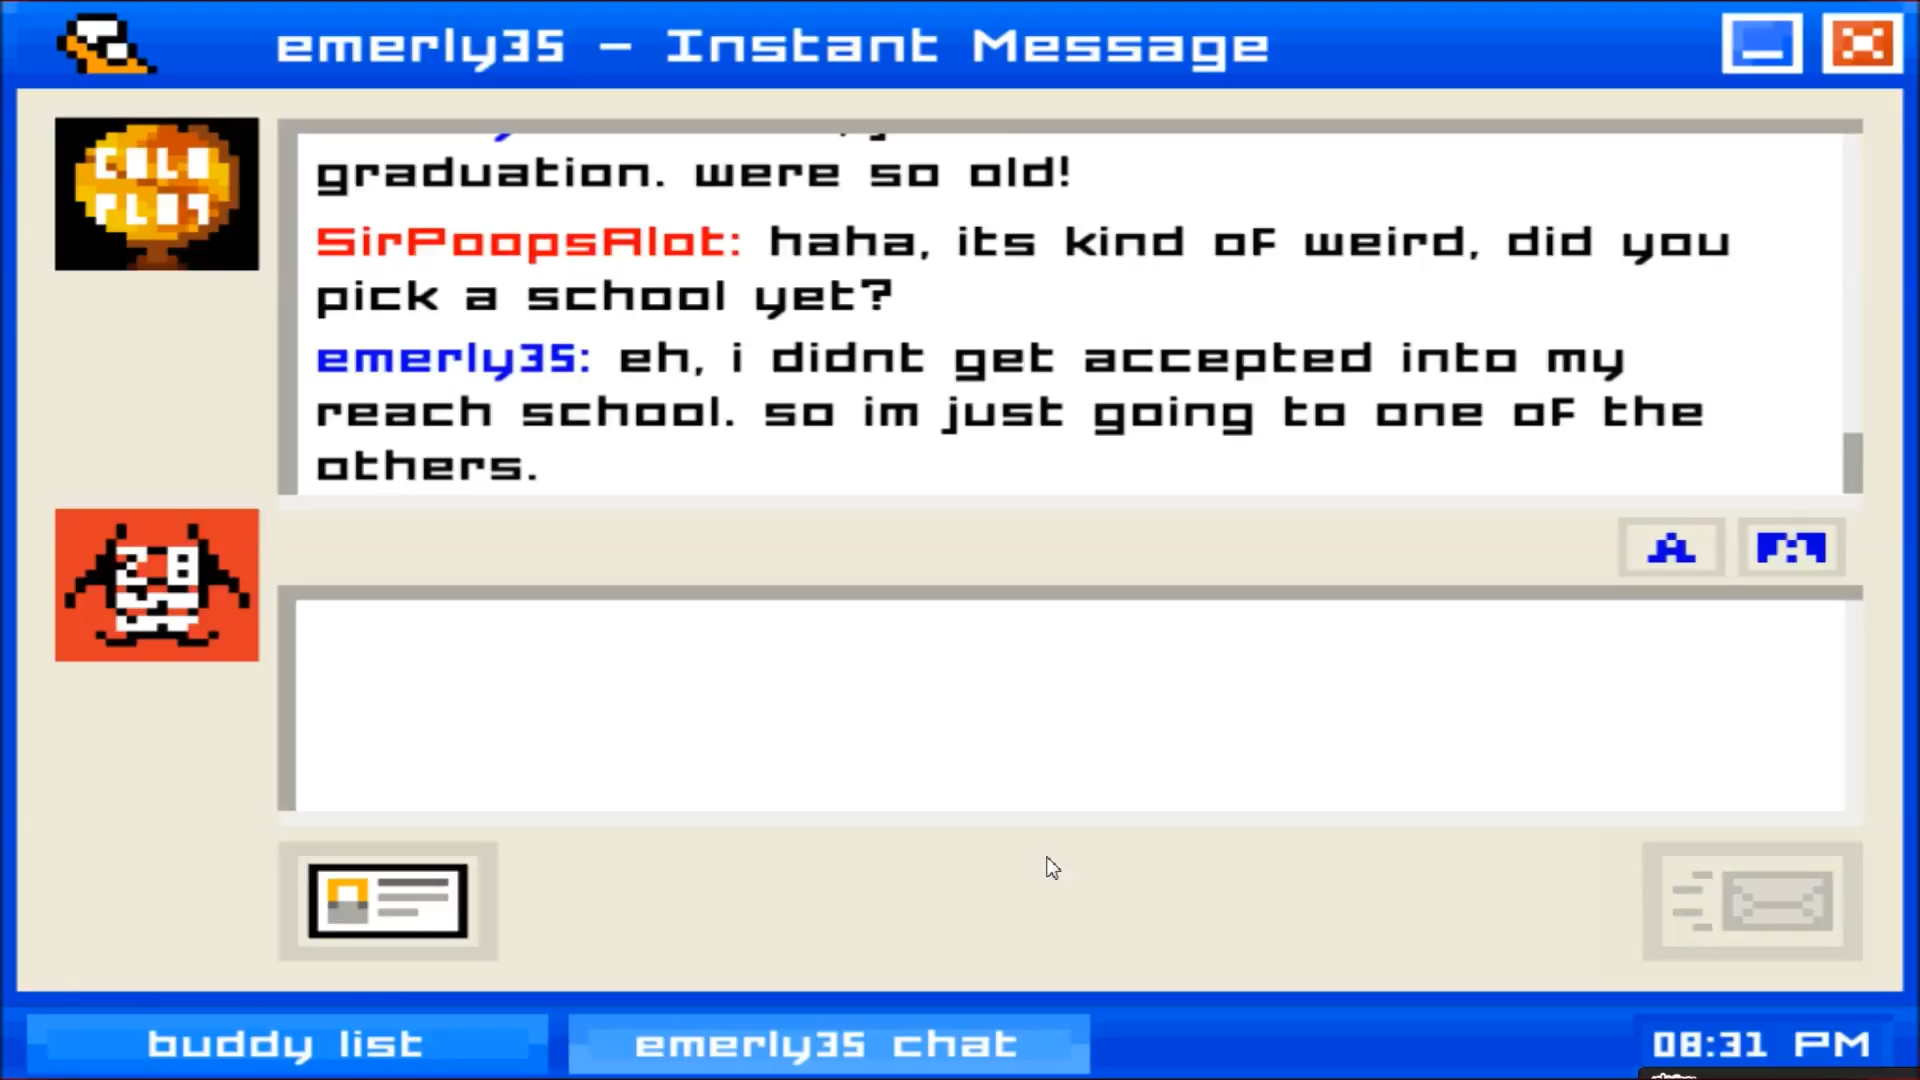 emerly35 - Instant Message
COLD
PLAY
graduation. were so old!
SirPoopsAlot: haha, its kind of weird, did you
pick a school yet?
emerly35: eh, i didnt get accepted into my
reach school. so im just going to one of the
others.
A
A
buddy list
emerly35 chat
08:31 PM